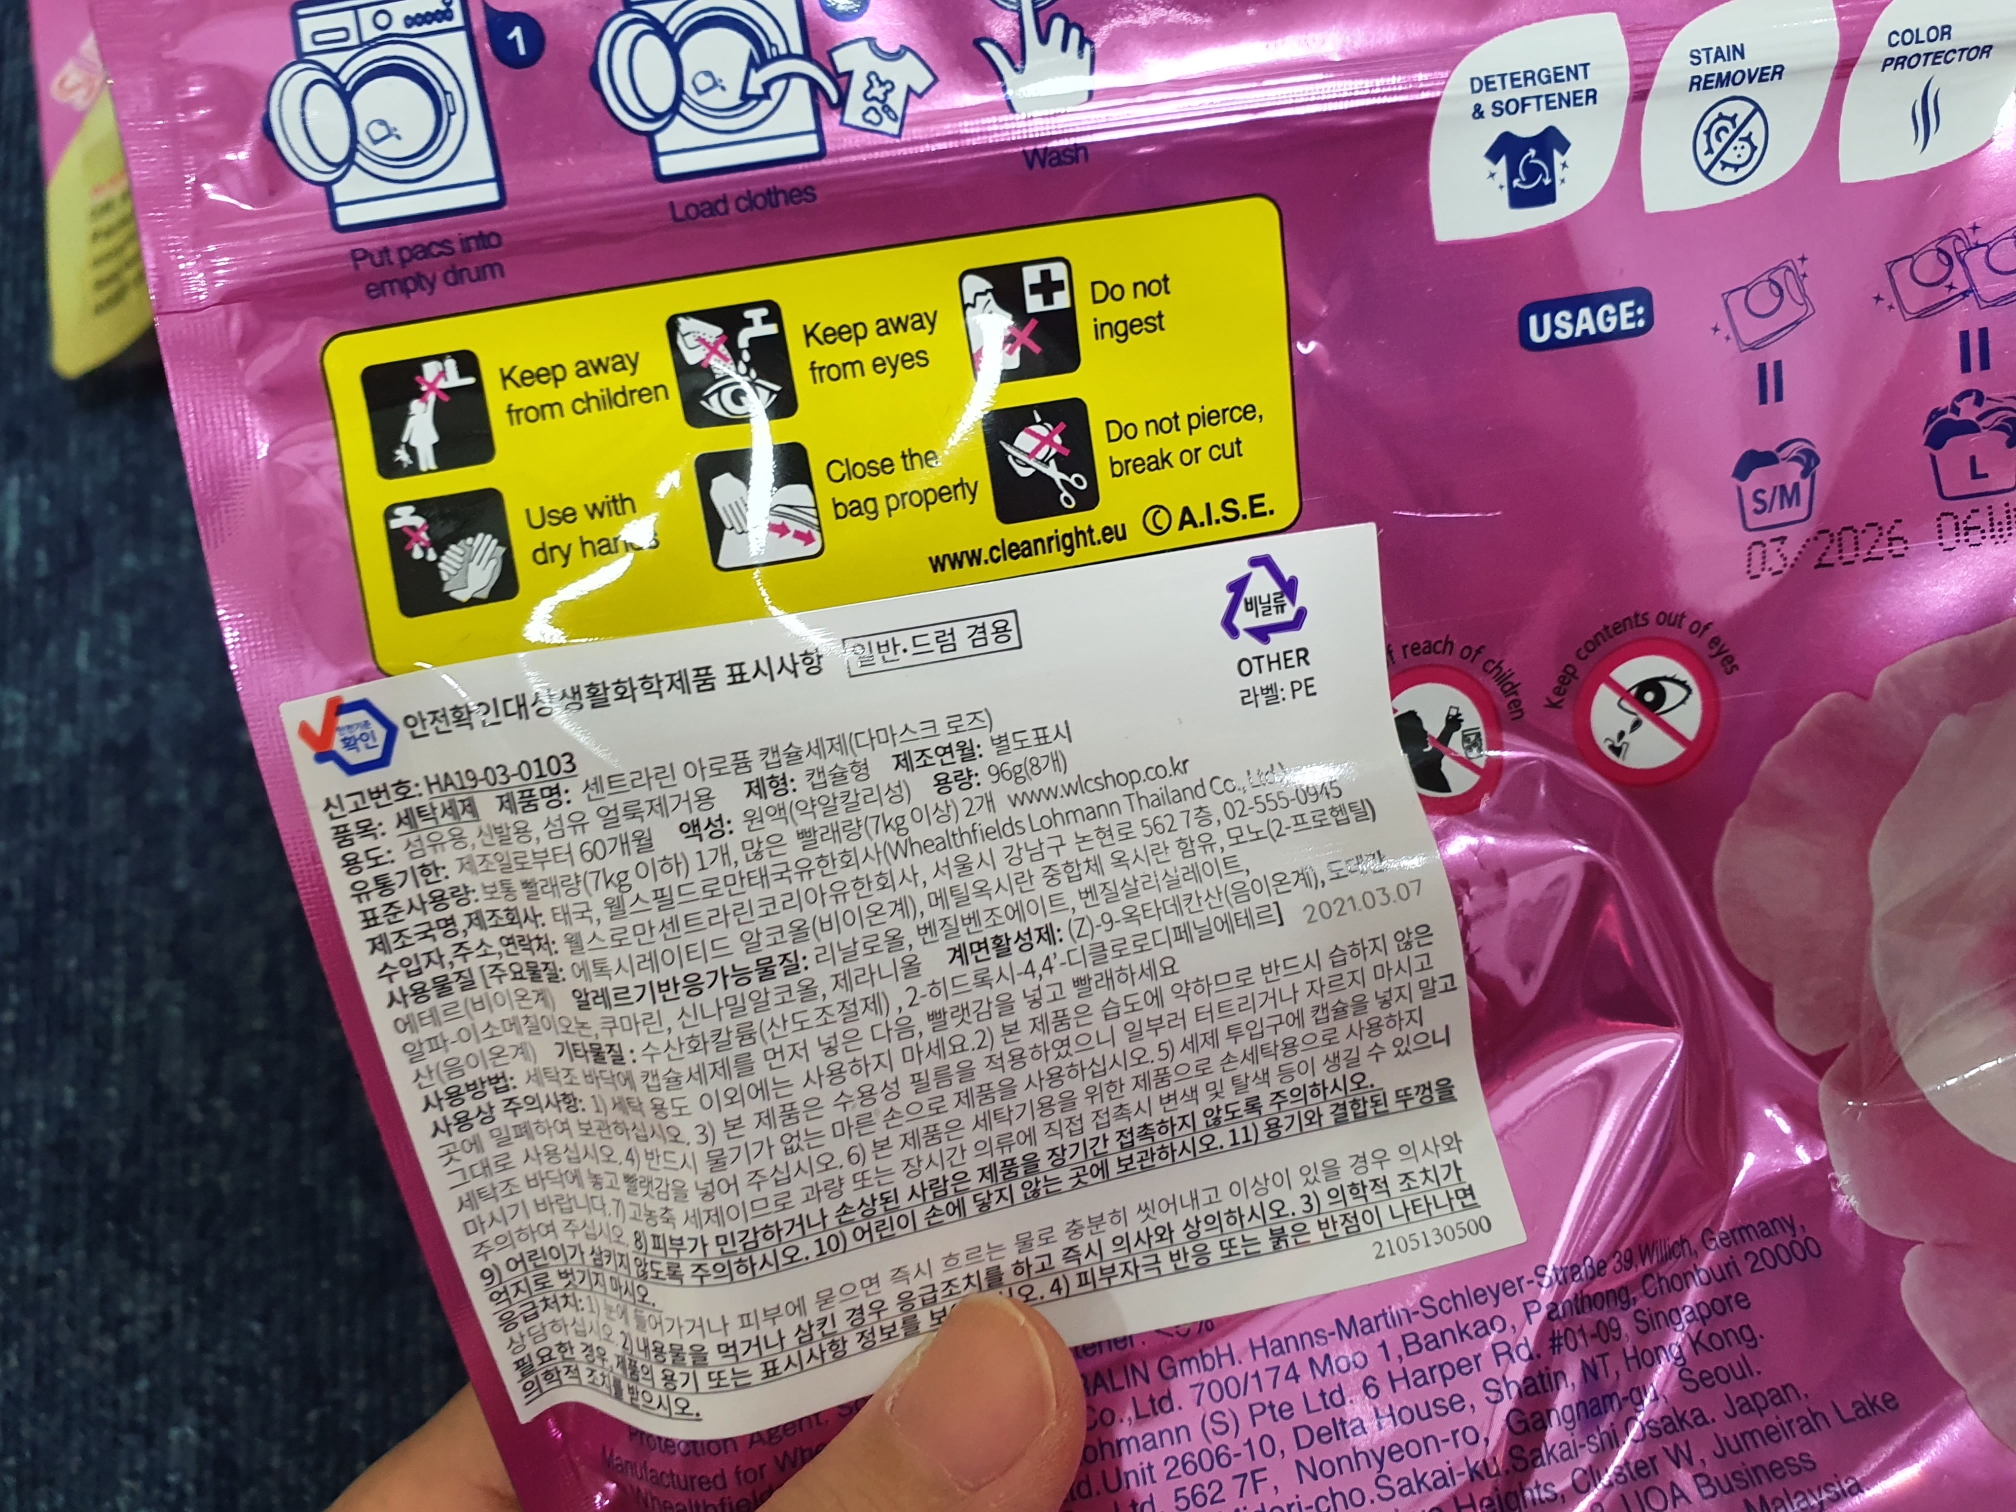 1
Put pacs into
empty drum
Load clothes
Wash
DETERGENT
& SOFTENER
STAIN
REMOVER
COLOR
PROTECTOR
Keep away
from children
Keep away
from eyes
Do not
ingest
Use with
dry hands
Close the
bag properly
Do not pierce,
break or cut
www.cleanright.eu © A.I.S.E.
USAGE:
S/M
L
03/2026 06W
reach of children
Keep contents out of eyes
비닐류
OTHER
라벨: PE
확인
안전확인대상생활화학제품 표시사항 일반·드럼 겸용
신고번호: HA19-03-0103
품목: 세탁세제 제품명: 센트라린 아로품 캡슐세제(다마스크 로즈)
용도: 섬유용, 신발용, 섬유 얼룩제거용 제형: 캡슐형 제조연월: 별도표시
유통기한: 제조일로부터 60개월 액성: 원액(약알칼리성) 용량: 96g(8개)
표준사용량: 보통 빨래량(7kg 이하) 1개, 많은 빨래량(7kg 이상) 2개 www.wlcshop.co.kr
제조국명,제조회사: 태국, 웰스필드로만태국유한회사(Whealthfields Lohmann Thailand Co., Ltd.)
수입자,주소,연락처: 웰스로만센트라린코리아유한회사, 서울시 강남구 논현로 562 7층, 02-555-0945
사용물질 [주요물질: 에톡시레이티드 알코올(비이온계), 메틸옥시란 중합체 옥시란 함유, 모노(2-프로헵틸)
에테르(비이온계) 알레르기반응가능물질: 리날로올, 벤질벤조에이트, 벤질살리실레이트,
알파-이소메칠이오논, 쿠마린, 신나밀알코올, 제라니올 계면활성제: (Z)-9-옥타데칸산(음이온계), 도데칸
산(음이온계) 기타물질: 수산화칼륨(산도조절제), 2-히드록시-4,4'-디클로로디페닐에테르] 2021.03.07
사용방법: 세탁조 바닥에 캡슐세제를 먼저 넣은 다음, 빨랫감을 넣고 빨래하세요
사용상 주의사항: 1) 세탁 용도 이외에는 사용하지 마세요. 2) 본 제품은 습도에 약하므로 반드시 습하지 않은
곳에 밀폐하여 보관하십시오. 3) 본 제품은 수용성 필름을 적용하였으니 일부러 터트리거나 자르지 마시고
그대로 사용십시오. 4) 반드시 물기가 없는 마른 손으로 제품을 사용하십시오. 5) 세제 투입구에 캡슐을 넣지 말고
세탁조 바닥에 놓고 빨랫감을 넣어 주십시오. 6) 본 제품은 세탁기용을 위한 제품으로 손세탁용으로 사용하지
마시기 바랍니다. 7) 고농축 세제이므로 과량 또는 장시간 의류에 직접 접촉시 변색 및 탈색 등이 생길 수 있으니
주의하여 주십시오. 8) 피부가 민감하거나 손상된 사람은 제품을 장기간 접촉하지 않도록 주의하시오.
9) 어린이가 삼키지 않도록 주의하시오. 10) 어린이 손에 닿지 않는 곳에 보관하시오. 11) 용기와 결합된 뚜껑을
억지로 벗기지 마시오.
응급처치: 1) 눈에 들어가거나 피부에 묻으면 즉시 흐르는 물로 충분히 씻어내고 이상이 있을 경우 의사와
상담하십시오 2) 내용물을 먹거나 삼킨 경우 응급조치를 하고 즉시 의사와 상의하시오. 3) 의학적 조치가
필요한 경우, 제품의 용기 또는 표시사항 정보를 시오. 4) 피부자극 반응 또는 붉은 반점이 나타나면
의학적 조치를 받으시오.
2105130500
RALIN GmbH. Hanns-Martin-Schleyer-Straße 39, Willich, Germany,
Co.,Ltd. 700/174 Moo 1,Bankao, Panthong, Chonburi 20000
ohmann (S) Pte Ltd. 6 Harper Rd. #01-09, Singapore
Unit 2606-10, Delta House, Shatin, NT, Hong Kong.
Ltd. 562 7F, Nonhyeon-ro, Gangnam-gu, Seoul.
Sakai-ku.Sakai-shi,Osaka. Japan,
Heights, Cluster W, Jumeirah Lake
IOA Business
Malaysia.
Protection Agent,
Manufactured for